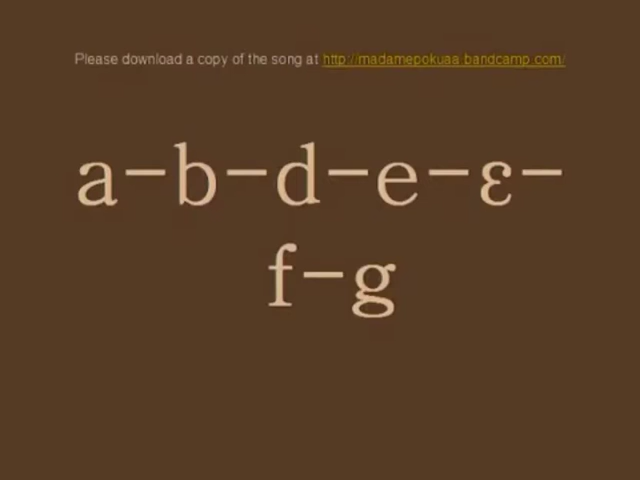 Please download a copy of the song at http://madamepokuaa.bandcamp.com/
a-b-d-e-ɛ-
f-g